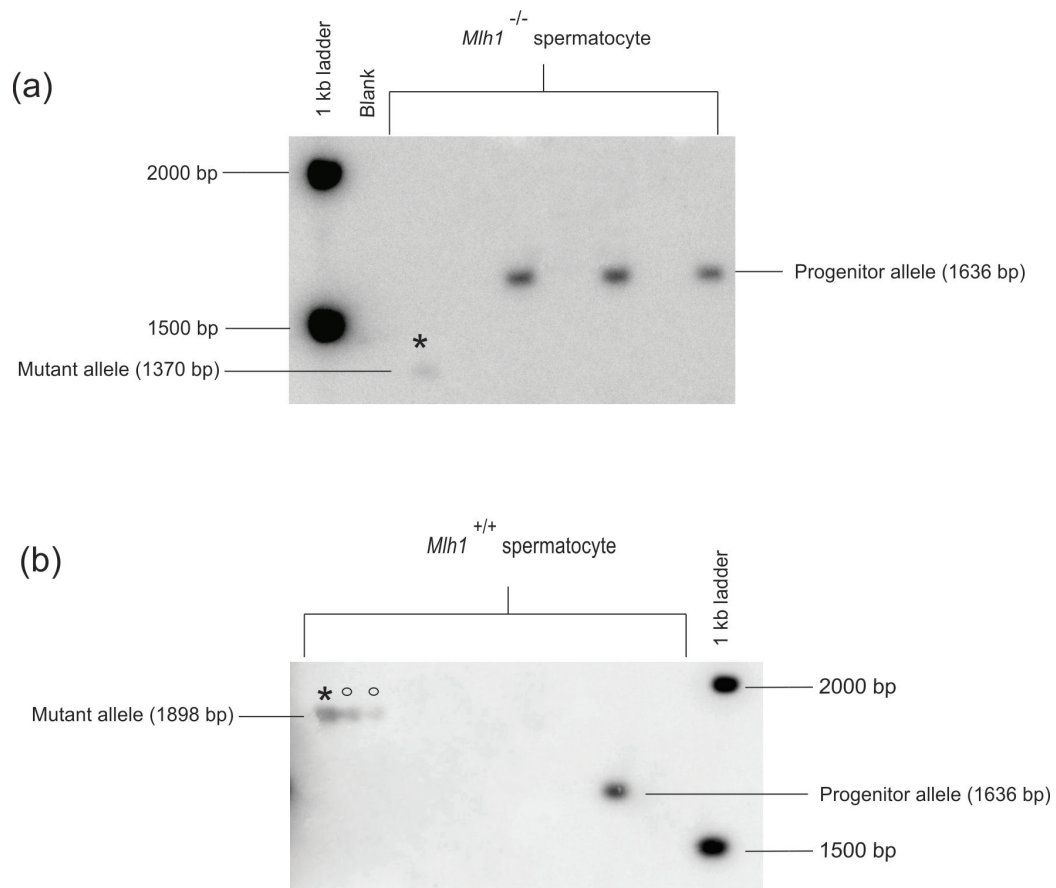 (a)
1 kb ladder
Blank
Mlh1 -/- spermatocyte
2000 bp
Progenitor allele (1636 bp)
1500 bp
*
Mutant allele (1370 bp)
(b)
Mlh1 +/+ spermatocyte
1 kb ladder
* ○ ○
2000 bp
Mutant allele (1898 bp)
Progenitor allele (1636 bp)
1500 bp